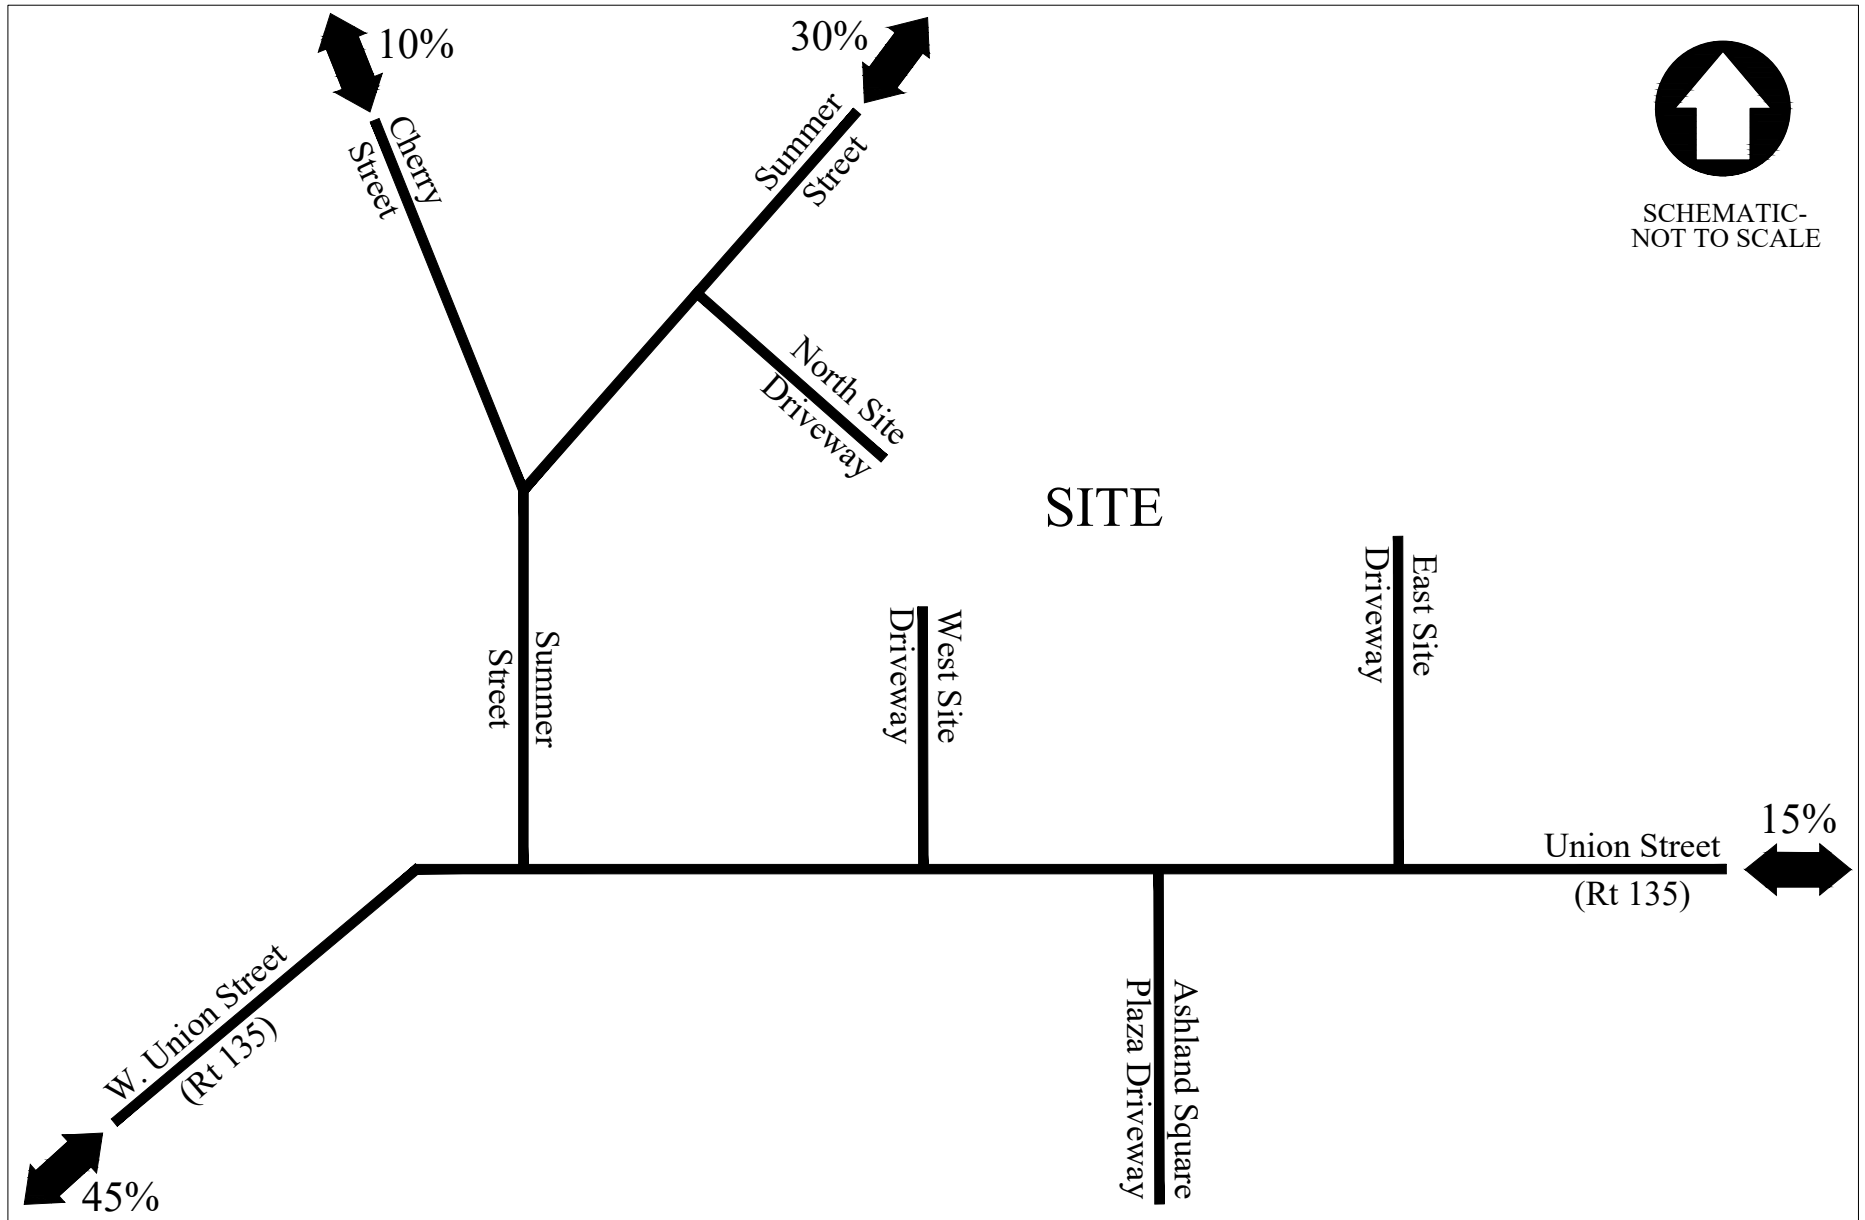 10%
30%
Cherry
Street
Summer
Street
SCHEMATIC-
NOT TO SCALE
North Site
Driveway
SITE
Summer
Street
West Site
Driveway
East Site
Driveway
15%
Union Street
(Rt 135)
W. Union Street
(Rt 135)
Ashland Square
Plaza Driveway
45%